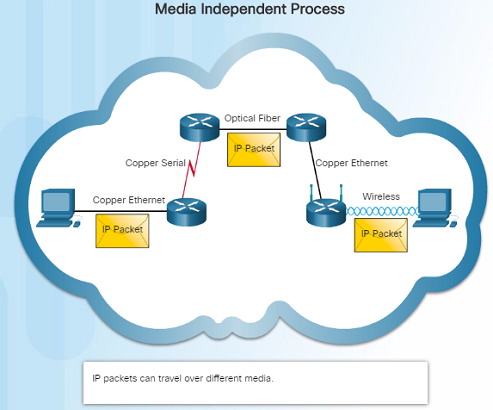 Media Independent Process
Optical Fiber
IP Packet
Copper Serial
Copper Ethernet
Copper Ethernet
Wireless
IP Packet
IP Packet
IP packets can travel over different media.